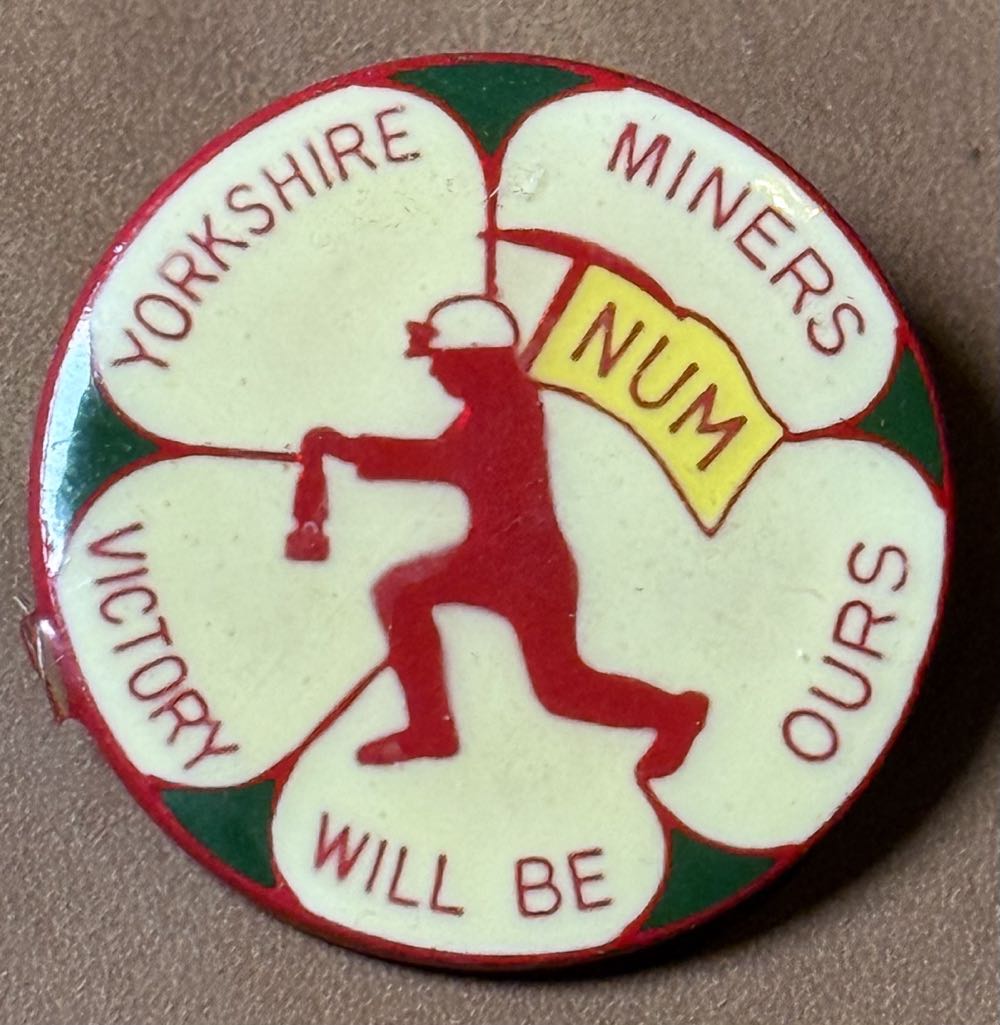 YORKSHIRE
MINERS
NUM
VICTORY
WILL BE
OURS